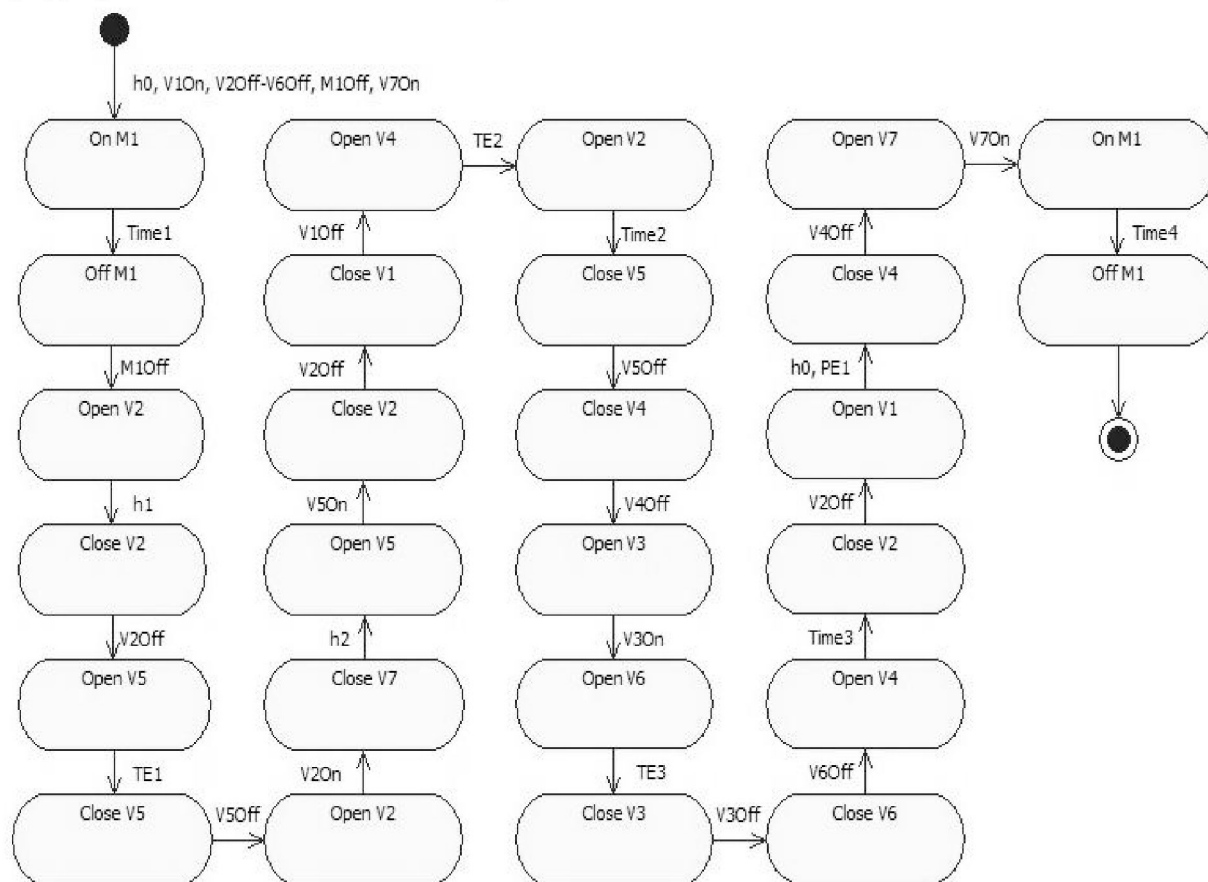 h0, V1On, V2Off-V6Off, M1Off, V7On
On M1
Time1
Off M1
M1Off
Open V2
h1
Close V2
V2Off
Open V5
TE1
Close V5
V5Off
Open V2
V2On
Close V7
h2
Open V5
V5On
Close V2
V2Off
Close V1
V1Off
Open V4
TE2
Open V2
Time2
Close V5
V5Off
Close V4
V4Off
Open V3
V3On
Open V6
TE3
Close V3
V3Off
Close V6
V6Off
Open V4
Time3
Close V2
V2Off
Open V1
h0, PE1
Close V4
V4Off
Open V7
V7On
On M1
Time4
Off M1